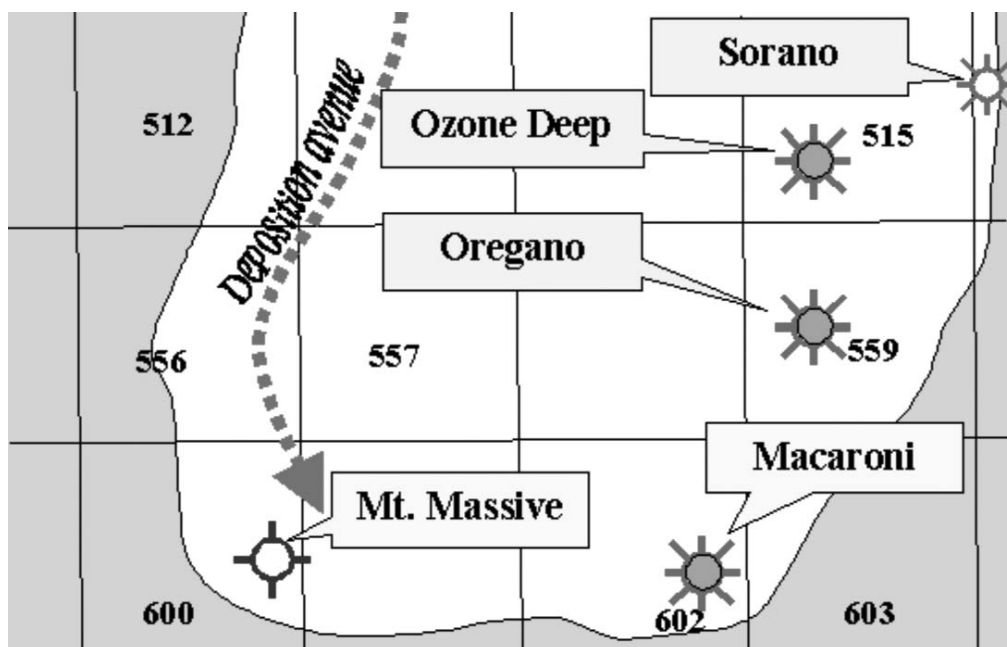 Sorano
512
Ozone Deep
515
Deposition avenue
Oregano
556
557
559
Macaroni
Mt. Massive
600
602
603